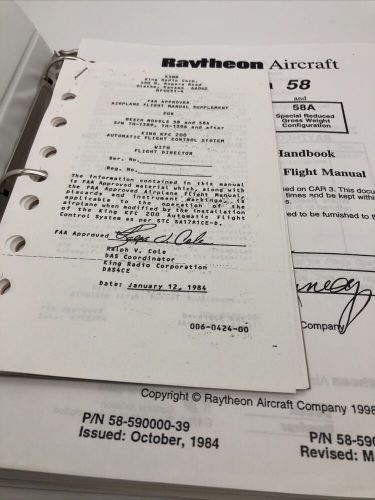 KING
King Radio Corp.
400 N. Rogers Road
Olathe, Kansas 66062
FAA APPROVED
AIRPLANE FLIGHT MANUAL SUPPLEMENT
FOR
BEECH MODELS 58 and 58A
S/N TH-1389, TH-1396 and after
KING KFC 200
AUTOMATIC FLIGHT CONTROL SYSTEM
WITH
FLIGHT DIRECTOR
Ser. No.
Reg. No.
The information contained in this manual
is FAA Approved material which, along with
the FAA Approved Airplane Flight Manual,
placards and instrument markings, is
applicable to the operation of the
airplane when modified by the installation
of the King KFC 200 Automatic Flight
Control System as per STC SA1741CE-D.
FAA Approved
Ralph V. Cole
DAS Coordinator
King Radio Corporation
DAS4CE
Date: January 12, 1984
006-0424-00
Raytheon Aircraft
58
and
58A
Special Reduced
Gross Weight
Configuration
Handbook
Flight Manual
sed on CAR 3. This docu
times and be kept within
to be furnished to the
Company
Copyright © Raytheon Aircraft Company 1998
P/N 58-590000-39
Issued: October, 1984
P/N 58-590
Revised: M